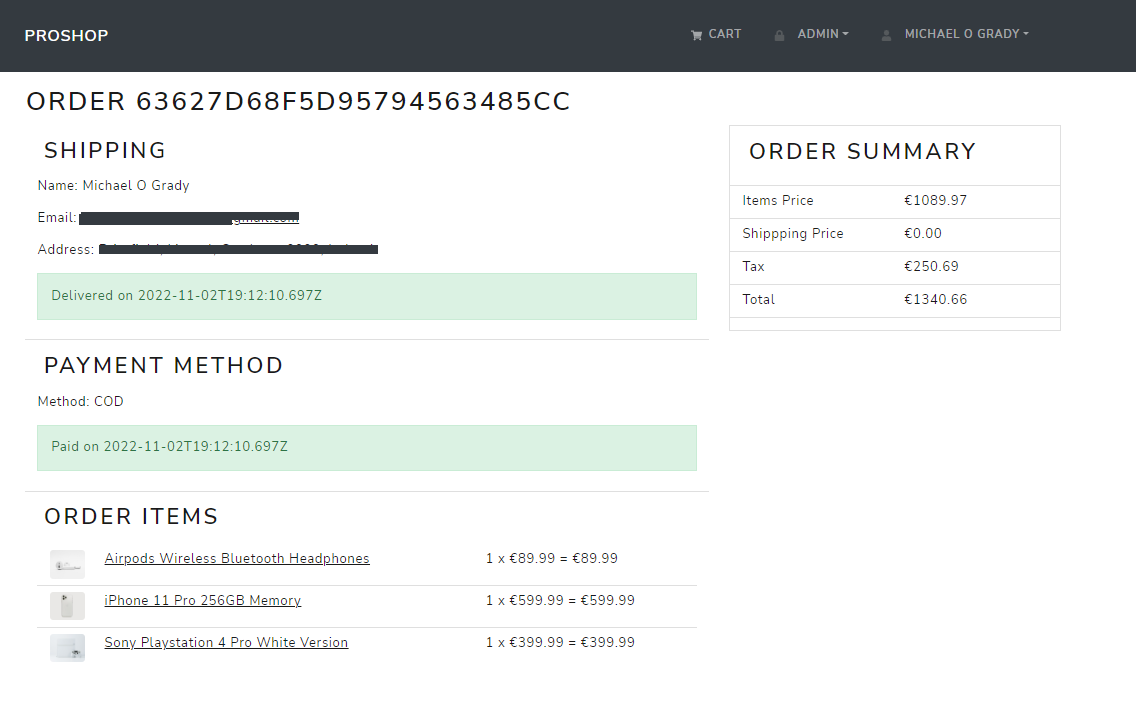 PROSHOP
CART
ADMIN
MICHAEL O GRADY
ORDER 63627D68F5D95794563485CC
SHIPPING
Name: Michael O Grady
Email:
Address:
Delivered on 2022-11-02T19:12:10.697Z
PAYMENT METHOD
Method: COD
Paid on 2022-11-02T19:12:10.697Z
ORDER ITEMS
Airpods Wireless Bluetooth Headphones 1 x €89.99 = €89.99
iPhone 11 Pro 256GB Memory 1 x €599.99 = €599.99
Sony Playstation 4 Pro White Version 1 x €399.99 = €399.99
ORDER SUMMARY
Items Price €1089.97
Shippping Price €0.00
Tax €250.69
Total €1340.66